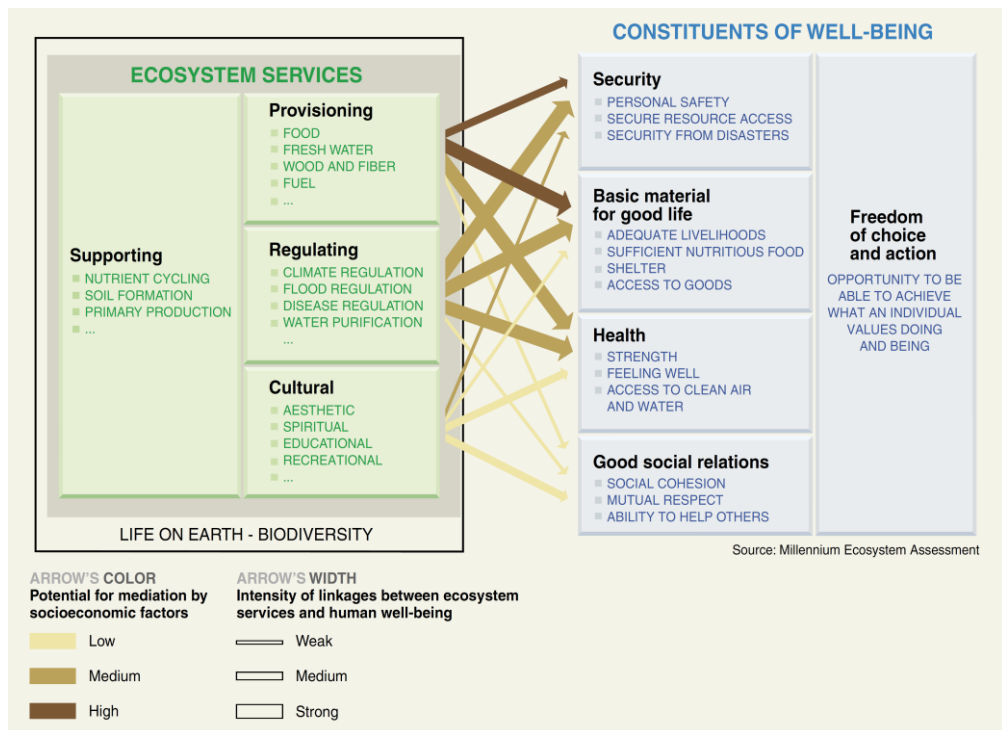 CONSTITUENTS OF WELL-BEING
ECOSYSTEM SERVICES
Supporting
NUTRIENT CYCLING
SOIL FORMATION
PRIMARY PRODUCTION
...
Provisioning
FOOD
FRESH WATER
WOOD AND FIBER
FUEL
...
Regulating
CLIMATE REGULATION
FLOOD REGULATION
DISEASE REGULATION
WATER PURIFICATION
...
Cultural
AESTHETIC
SPIRITUAL
EDUCATIONAL
RECREATIONAL
...
LIFE ON EARTH - BIODIVERSITY
Security
PERSONAL SAFETY
SECURE RESOURCE ACCESS
SECURITY FROM DISASTERS
Basic material
for good life
ADEQUATE LIVELIHOODS
SUFFICIENT NUTRITIOUS FOOD
SHELTER
ACCESS TO GOODS
Health
STRENGTH
FEELING WELL
ACCESS TO CLEAN AIR
AND WATER
Good social relations
SOCIAL COHESION
MUTUAL RESPECT
ABILITY TO HELP OTHERS
Freedom
of choice
and action
OPPORTUNITY TO BE
ABLE TO ACHIEVE
WHAT AN INDIVIDUAL
VALUES DOING
AND BEING
Source: Millennium Ecosystem Assessment
ARROW'S COLOR
Potential for mediation by
socioeconomic factors
Low
Medium
High
ARROW'S WIDTH
Intensity of linkages between ecosystem
services and human well-being
Weak
Medium
Strong